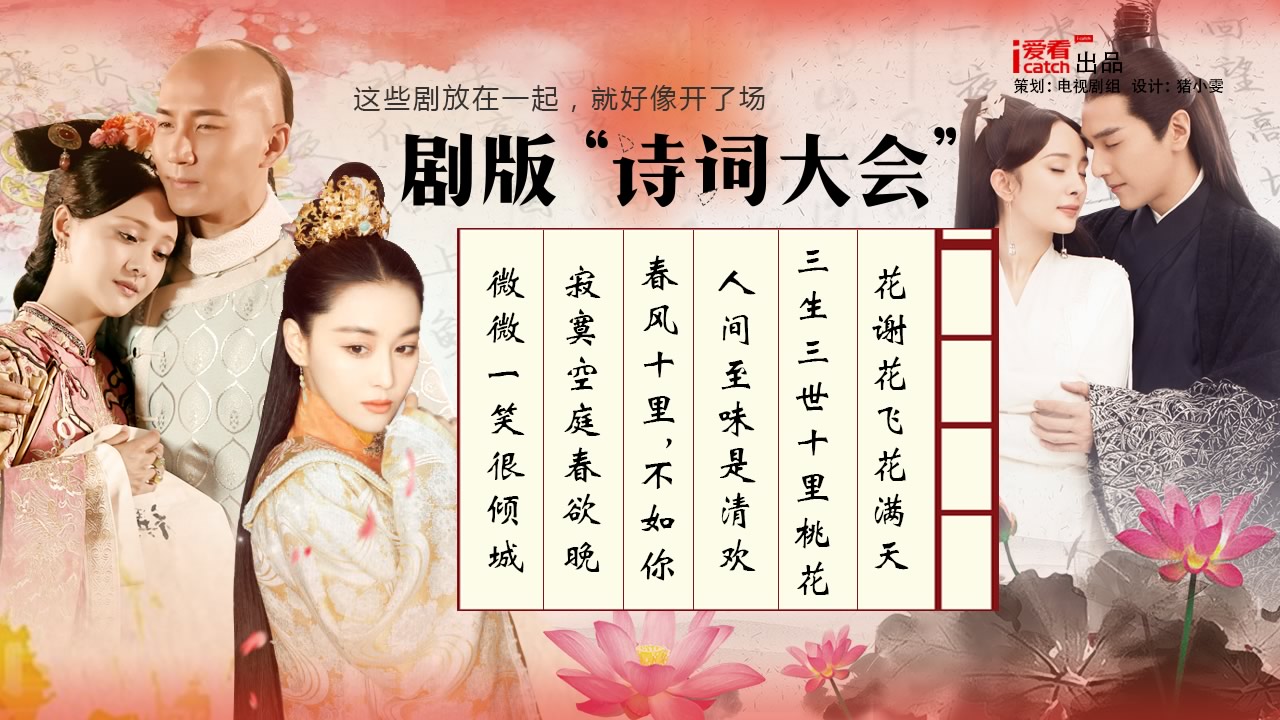 i爱看
catch
出品
策划：电视剧组 设计：猪小雯
这些剧放在一起，就好像开了场
剧版“诗词大会”
花谢花飞花满天
三生三世十里桃花
人间至味是清欢
春风十里，不如你
寂寞空庭春欲晚
微微一笑很倾城